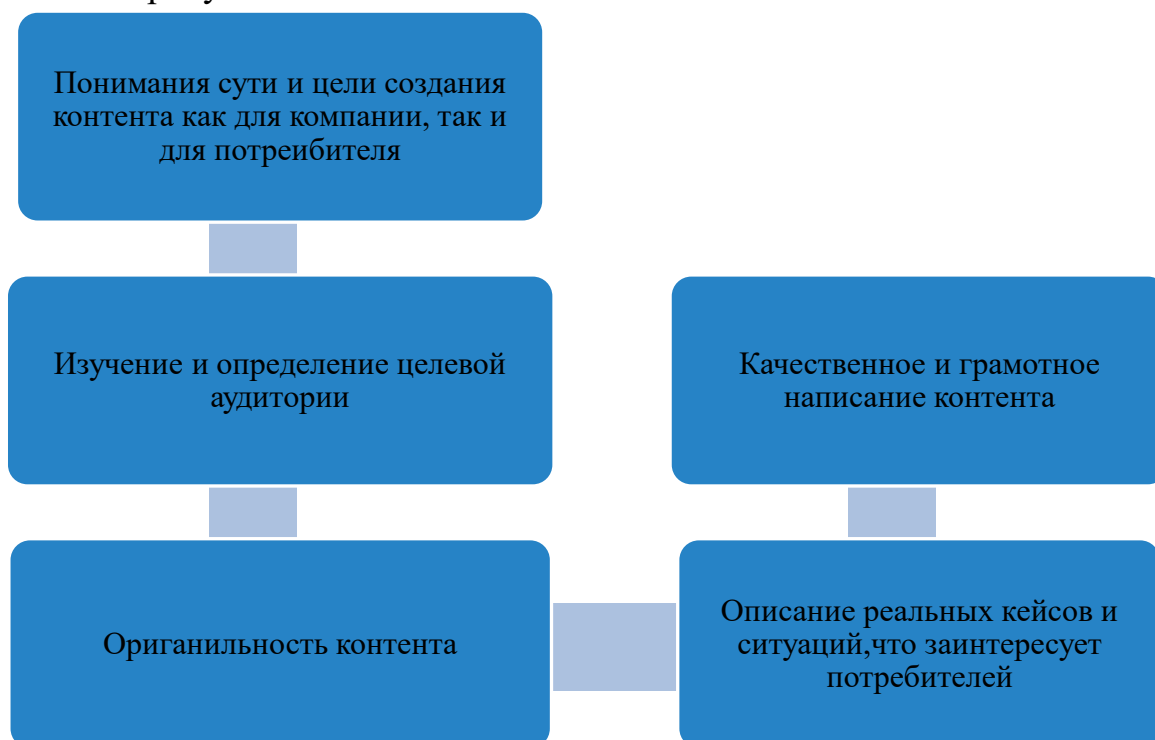 Понимания сути и цели создания
контента как для компании, так и
для потреибителя
Изучение и определение целевой
аудитории
Ориганильность контента
Описание реальных кейсов и
ситуаций,что заинтересует
потребителей
Качественное и грамотное
написание контента